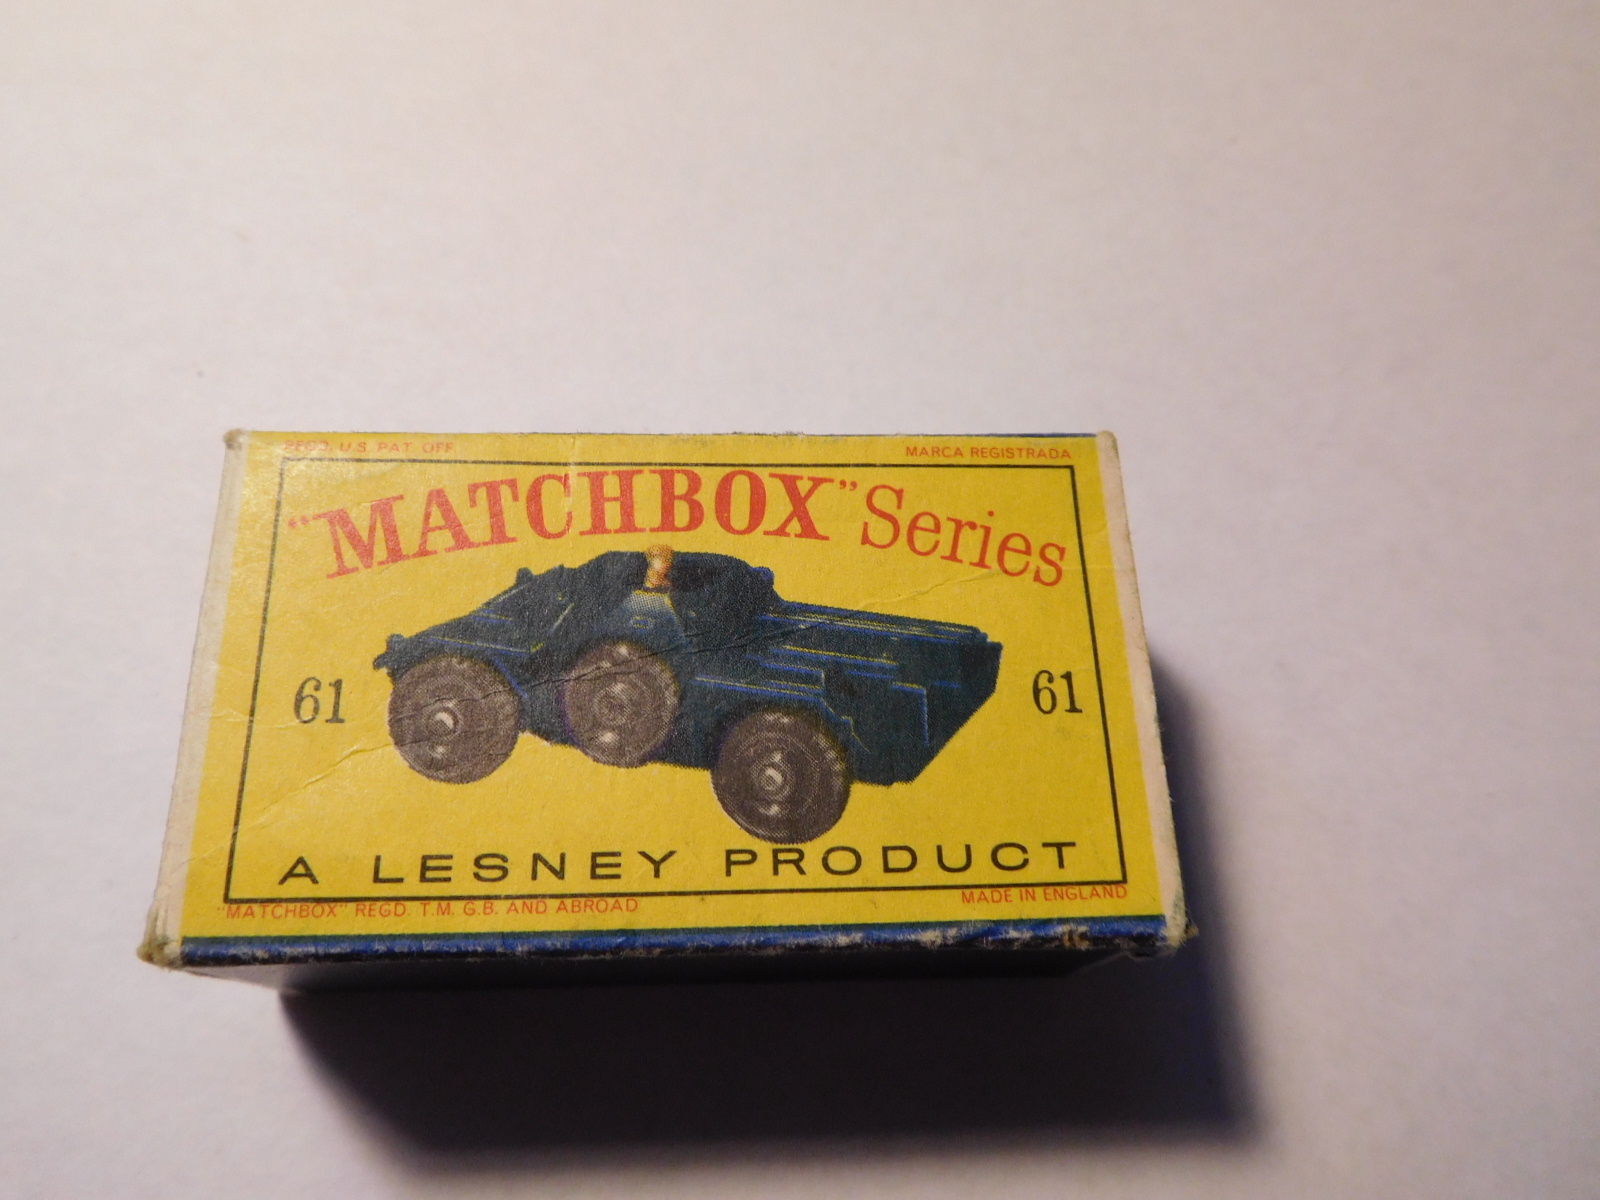 REGD. U.S. PAT. OFF. MARCA REGISTRADA
"MATCHBOX" Series
61 61
A LESNEY PRODUCT
"MATCHBOX" REGD. T.M. G.B. AND ABROAD MADE IN ENGLAND